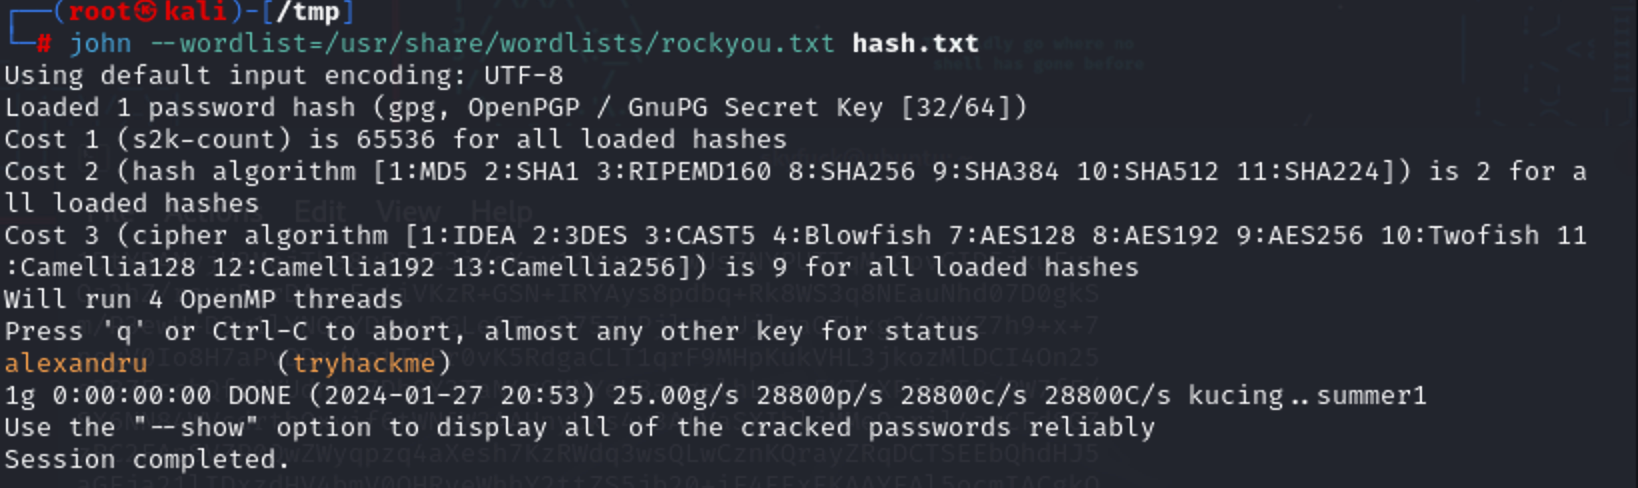 ┌──(root㉿kali)-[/tmp]
└─# john --wordlist=/usr/share/wordlists/rockyou.txt hash.txt
Using default input encoding: UTF-8
Loaded 1 password hash (gpg, OpenPGP / GnuPG Secret Key [32/64])
Cost 1 (s2k-count) is 65536 for all loaded hashes
Cost 2 (hash algorithm [1:MD5 2:SHA1 3:RIPEMD160 8:SHA256 9:SHA384 10:SHA512 11:SHA224]) is 2 for a
ll loaded hashes
Cost 3 (cipher algorithm [1:IDEA 2:3DES 3:CAST5 4:Blowfish 7:AES128 8:AES192 9:AES256 10:Twofish 11
:Camellia128 12:Camellia192 13:Camellia256]) is 9 for all loaded hashes
Will run 4 OpenMP threads
Press 'q' or Ctrl-C to abort, almost any other key for status
alexandru        (tryhackme)
1g 0:00:00:00 DONE (2024-01-27 20:53) 25.00g/s 28800p/s 28800c/s 28800C/s kucing..summer1
Use the "--show" option to display all of the cracked passwords reliably
Session completed.